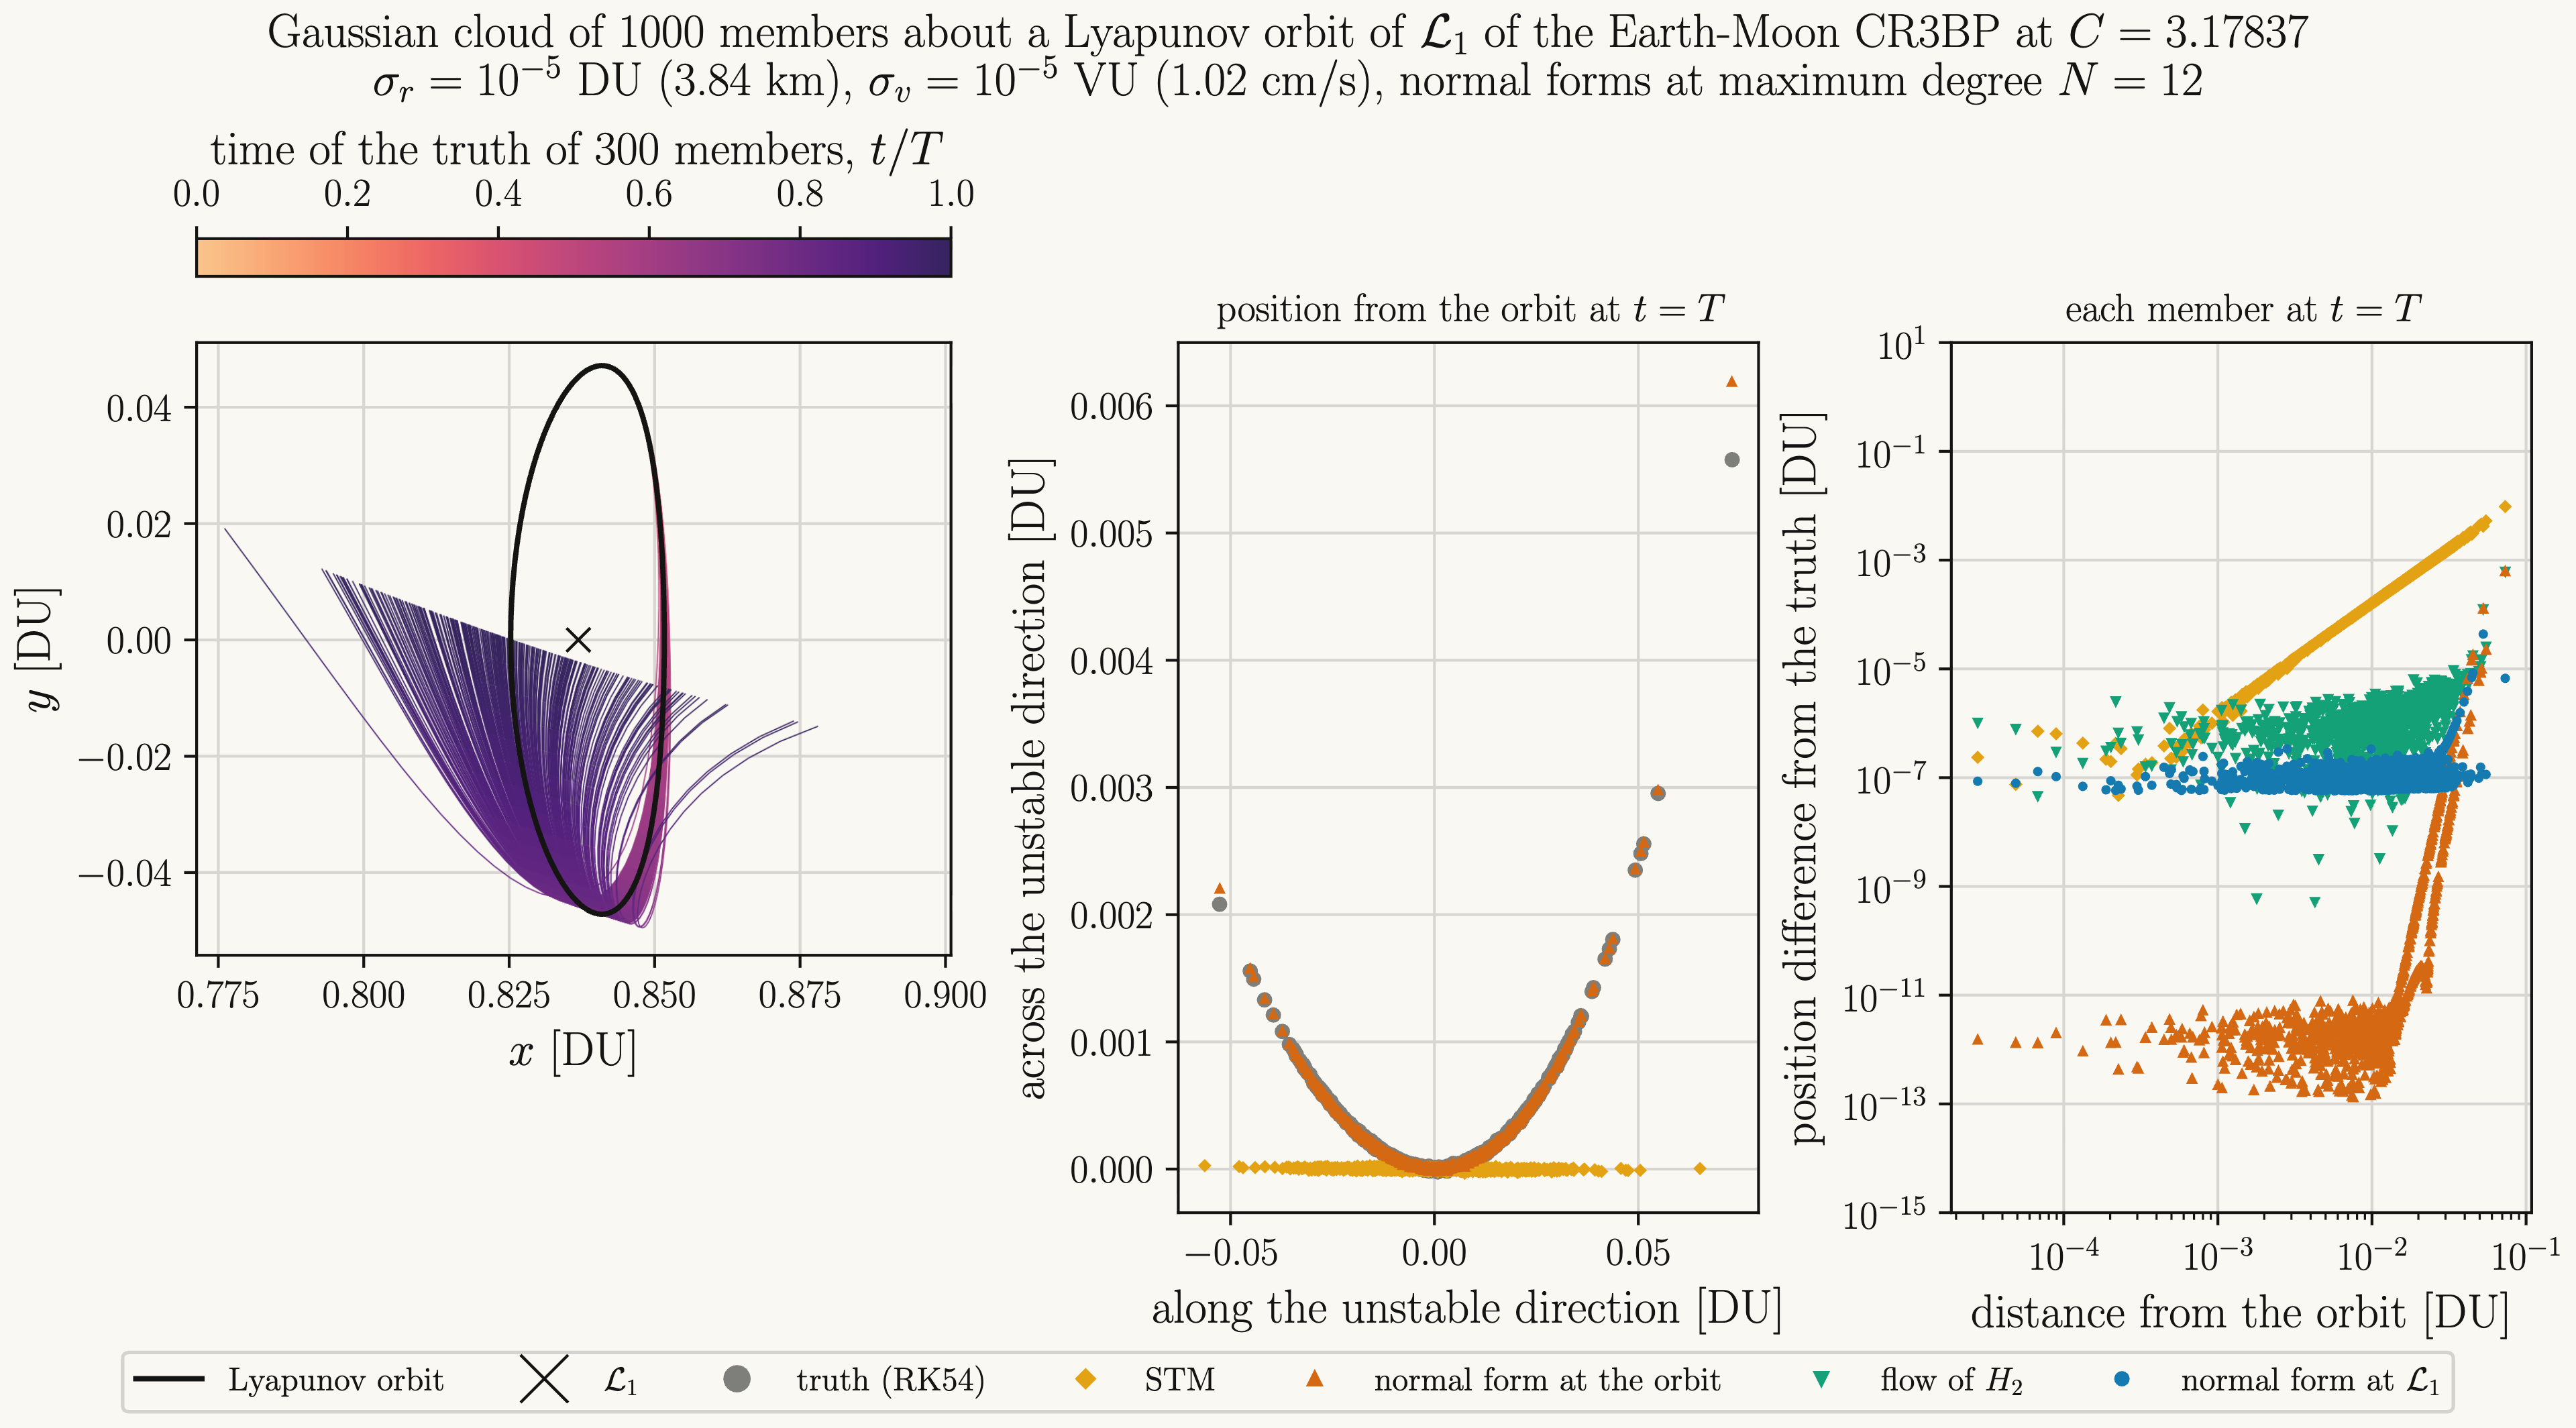 Gaussian cloud of 1000 members about a Lyapunov orbit of 𝓛₁ of the Earth-Moon CR3BP at C = 3.17837
σᵣ = 10⁻⁵ DU (3.84 km), σᵥ = 10⁻⁵ VU (1.02 cm/s), normal forms at maximum degree N = 12
time of the truth of 300 members, t/T
0.0 0.2 0.4 0.6 0.8 1.0
y [DU]
0.04
0.02
0.00
−0.02
−0.04
0.775 0.800 0.825 0.850 0.875 0.900
x [DU]
position from the orbit at t = T
across the unstable direction [DU]
0.006
0.005
0.004
0.003
0.002
0.001
0.000
−0.05 0.00 0.05
along the unstable direction [DU]
each member at t = T
position difference from the truth [DU]
10¹
10⁻¹
10⁻³
10⁻⁵
10⁻⁷
10⁻⁹
10⁻¹¹
10⁻¹³
10⁻¹⁵
10⁻⁴ 10⁻³ 10⁻² 10⁻¹
distance from the orbit [DU]
Lyapunov orbit 𝓛₁ truth (RK54) STM normal form at the orbit flow of H₂ normal form at 𝓛₁